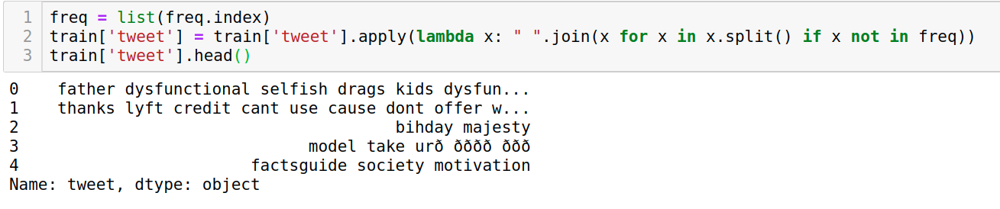 1 freq = list(freq.index)
2 train['tweet'] = train['tweet'].apply(lambda x: " ".join(x for x in x.split() if x not in freq))
3 train['tweet'].head()
0    father dysfunctional selfish drags kids dysfun...
1    thanks lyft credit cant use cause dont offer w...
2                                       bihday majesty
3                              model take urð ðððð ððð
4                        factsguide society motivation
Name: tweet, dtype: object